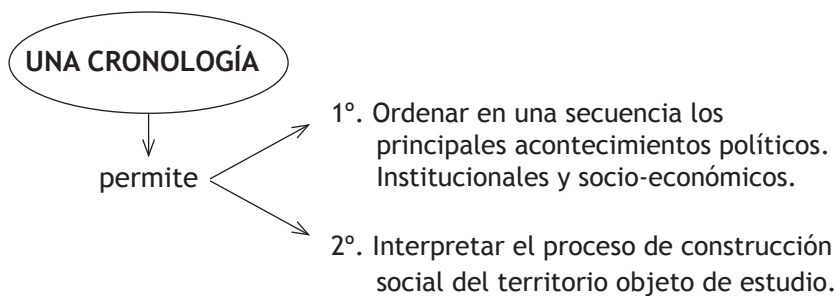 UNA CRONOLOGÍA
permite
1º. Ordenar en una secuencia los
principales acontecimientos políticos.
Institucionales y socio-económicos.
2º. Interpretar el proceso de construcción
social del territorio objeto de estudio.